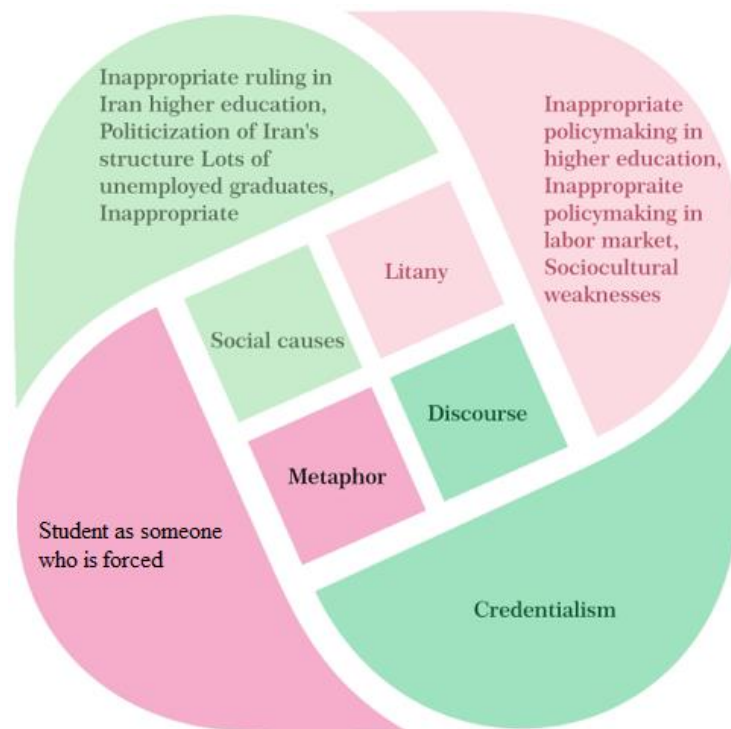 Inappropriate ruling in
Iran higher education,
Politicization of Iran's
structure Lots of
unemployed graduates,
Inappropriate
Inappropriate
policymaking in
higher education,
Inappropraite
policymaking in
labor market,
Sociocultural
weaknesses
Litany
Social causes
Discourse
Metaphor
Student as someone
who is forced
Credentialism